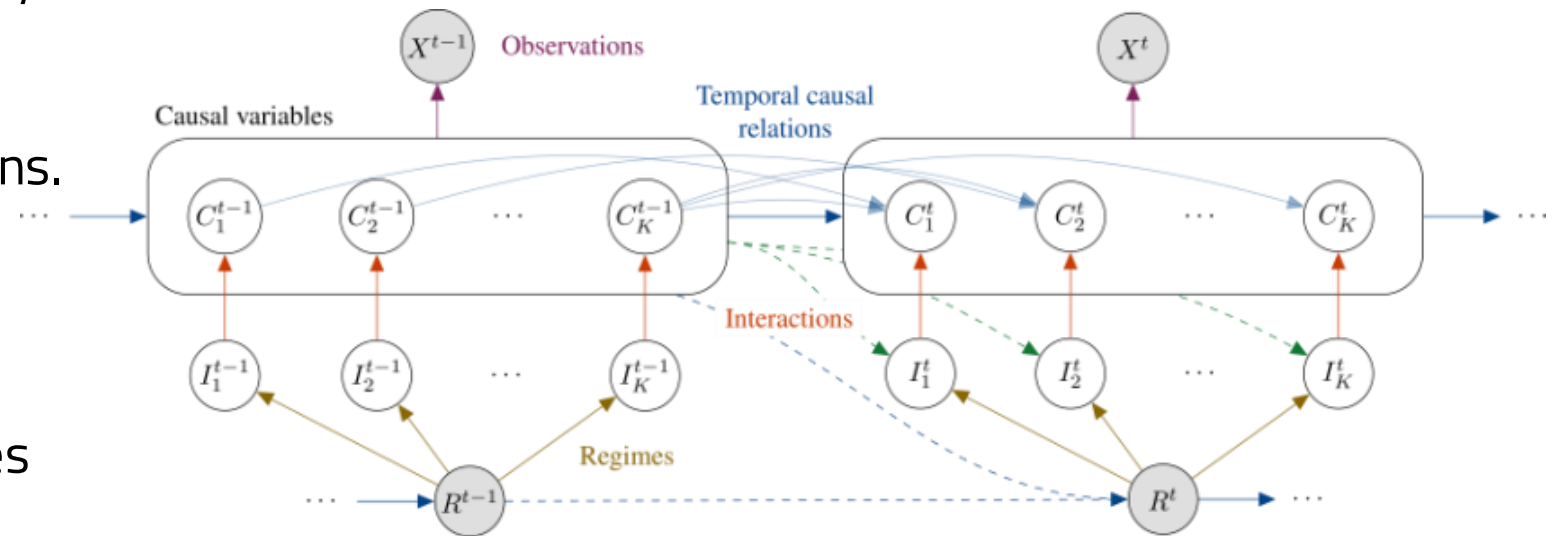 X^{t-1}
Observations
X^t
Temporal causal
relations
Causal variables
ns.
...
C_1^{t-1}
C_2^{t-1}
...
C_K^{t-1}
C_1^t
C_2^t
...
C_K^t
...
Interactions
I_1^{t-1}
I_2^{t-1}
...
I_K^{t-1}
I_1^t
I_2^t
...
I_K^t
es
Regimes
...
R^{t-1}
R^t
...